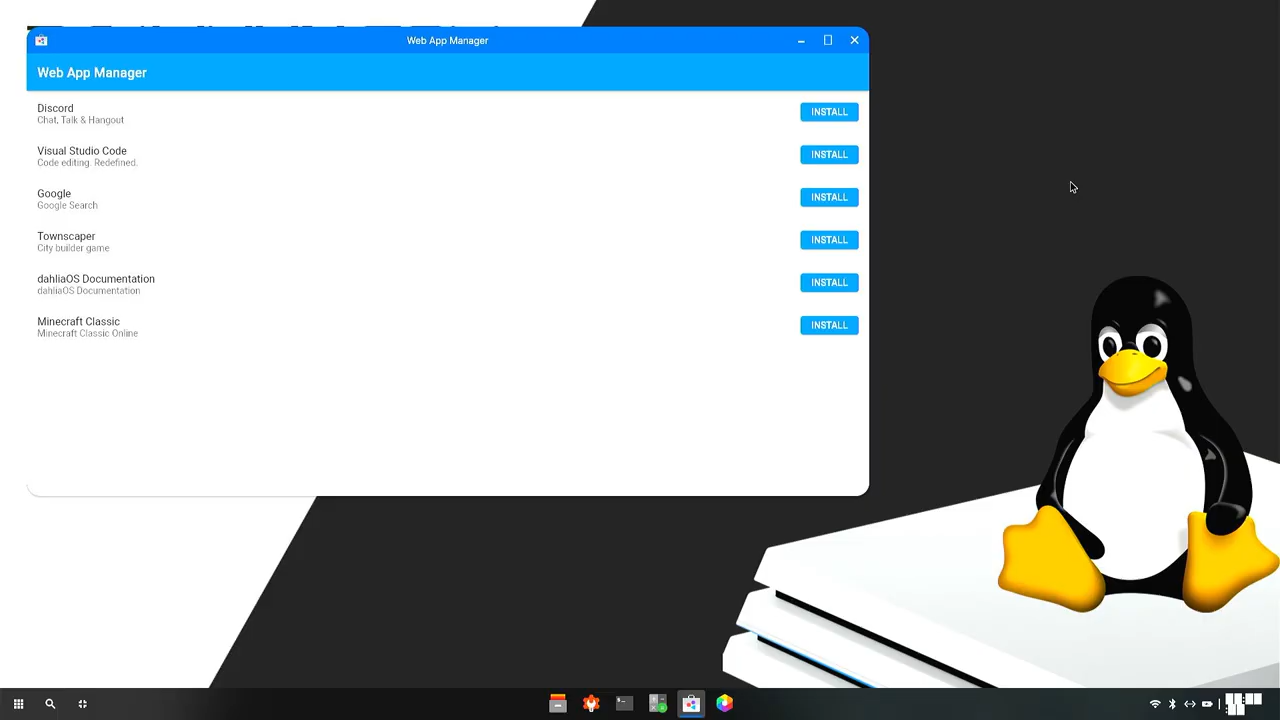 Web App Manager
Web App Manager
Discord
Chat, Talk & Hangout
INSTALL
Visual Studio Code
Code editing. Redefined.
INSTALL
Google
Google Search
INSTALL
Townscaper
City builder game
INSTALL
dahliaOS Documentation
dahliaOS Documentation
INSTALL
Minecraft Classic
Minecraft Classic Online
INSTALL